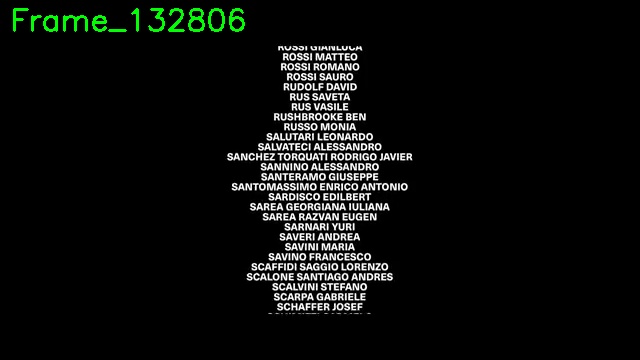 Frame_132806
ROSSI GIANLUCA
ROSSI MATTEO
ROSSI ROMANO
ROSSI SAURO
RUDOLF DAVID
RUS SAVETA
RUS VASILE
RUSHBROOKE BEN
RUSSO MONIA
SALUTARI LEONARDO
SALVATECI ALESSANDRO
SANCHEZ TORQUATI RODRIGO JAVIER
SANNINO ALESSANDRO
SANTERAMO GIUSEPPE
SANTOMASSIMO ENRICO ANTONIO
SARDISCO EDILBERT
SAREA GEORGIANA IULIANA
SAREA RAZVAN EUGEN
SARNARI YURI
SAVERI ANDREA
SAVINI MARIA
SAVINO FRANCESCO
SCAFFIDI SAGGIO LORENZO
SCALONE SANTIAGO ANDRES
SCALVINI STEFANO
SCARPA GABRIELE
SCHAFFER JOSEF